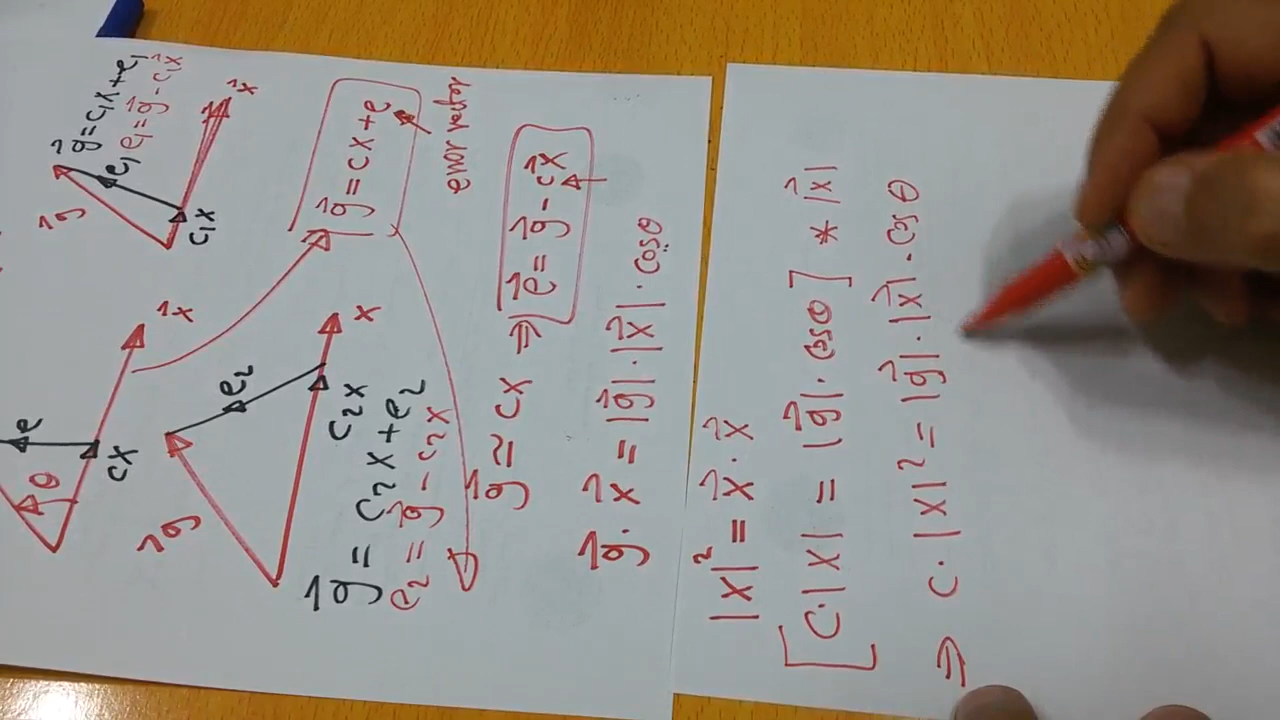 g⃗ = c₁x + e₁
e₁ = g⃗ - c₁x⃗
x⃗
e₁
g⃗
c₁x
g⃗ = cx + e
error vector
x⃗
e
cx
θ
x
e₂
c₂x
g⃗
g⃗ = c₂x + e₂
e₂ = g⃗ - c₂x
g⃗ ≃ cx ⇒ e⃗ = g⃗ - cx⃗
g⃗ · x⃗ = |g⃗| · |x⃗| · cosθ
|x|² = x⃗ · x⃗
[c·|x| = |g⃗| · cosθ] * |x⃗|
⇒ c · |x|² = |g⃗| · |x⃗| · cosθ